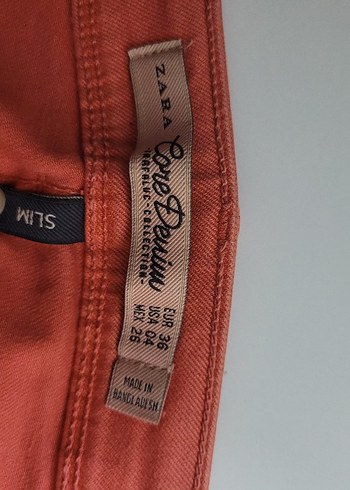 ZARA
Core Denim
EUR 36
USA 04
MEX 26
MADE IN
BANGLADESH
SLIM